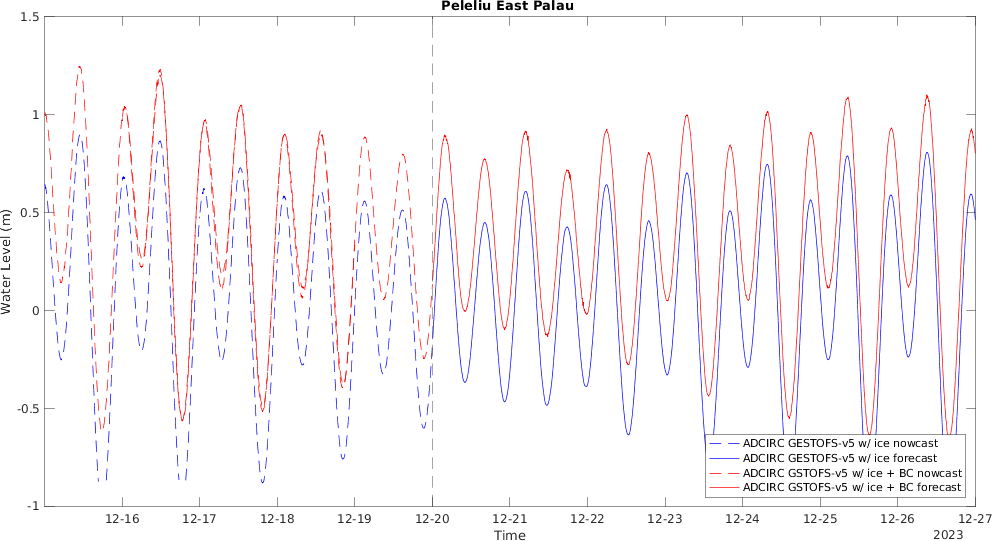 Peleliu East Palau
1.5
1
0.5
0
-0.5
-1
Water Level (m)
12-16 12-17 12-18 12-19 12-20 12-21 12-22 12-23 12-24 12-25 12-26 12-27
Time
2023
ADCIRC GESTOFS-v5 w/ ice nowcast
ADCIRC GESTOFS-v5 w/ ice forecast
ADCIRC GSTOFS-v5 w/ ice + BC nowcast
ADCIRC GSTOFS-v5 w/ ice + BC forecast